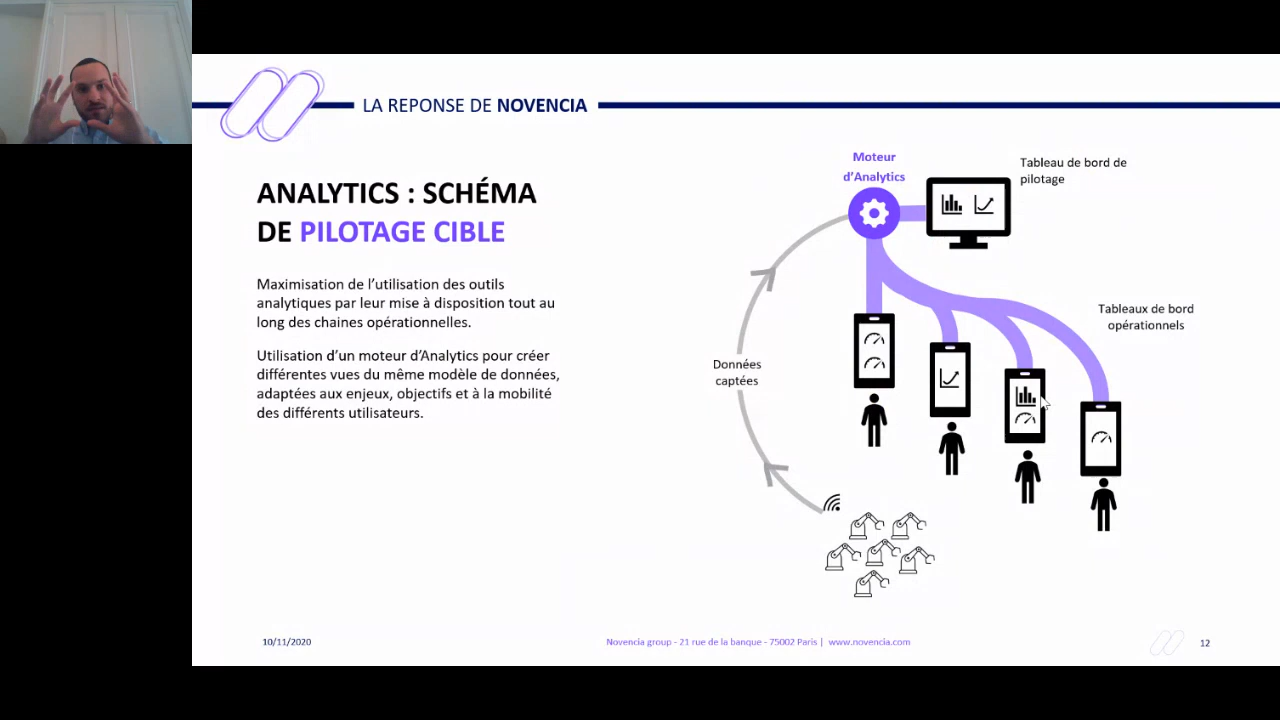 LA REPONSE DE NOVENCIA
ANALYTICS : SCHÉMA
DE PILOTAGE CIBLE
Maximisation de l'utilisation des outils
analytiques par leur mise à disposition tout au
long des chaines opérationnelles.
Utilisation d'un moteur d'Analytics pour créer
différentes vues du même modèle de données,
adaptées aux enjeux, objectifs et à la mobilité
des différents utilisateurs.
Moteur
d'Analytics
Tableau de bord de
pilotage
Tableaux de bord
opérationnels
Données
captées
10/11/2020
Novencia group - 21 rue de la banque - 75002 Paris | www.novencia.com
12